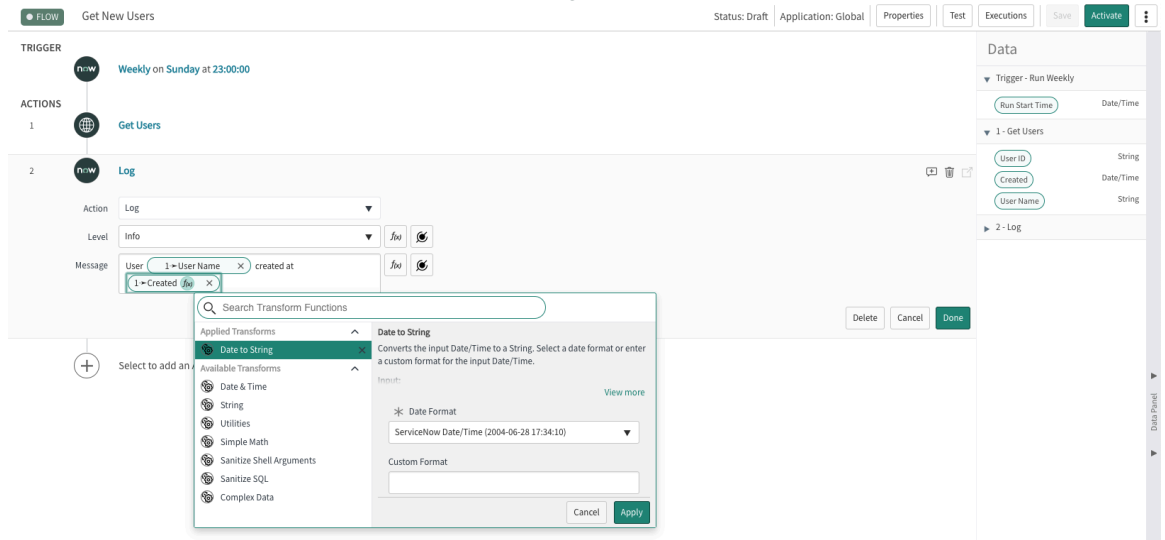 FLOW Get New Users Status: Draft Application: Global Properties Test Executions Save Activate
TRIGGER
now Weekly on Sunday at 23:00:00
ACTIONS
1 Get Users
2 now Log
Action Log
Level Info f(x)
Message User 1➛User Name × created at f(x)
1➛Created f(x) ×
Delete Cancel Done
Select to add an
Search Transform Functions
Applied Transforms
Date to String ×
Available Transforms
Date & Time
String
Utilities
Simple Math
Sanitize Shell Arguments
Sanitize SQL
Complex Data
Date to String
Converts the input Date/Time to a String. Select a date format or enter
a custom format for the input Date/Time.
Input:
View more
Date Format
ServiceNow Date/Time (2004-06-28 17:34:10)
Custom Format
Cancel Apply
Data
Trigger - Run Weekly
Run Start Time Date/Time
1 - Get Users
User ID String
Created Date/Time
User Name String
2 - Log
Data Panel